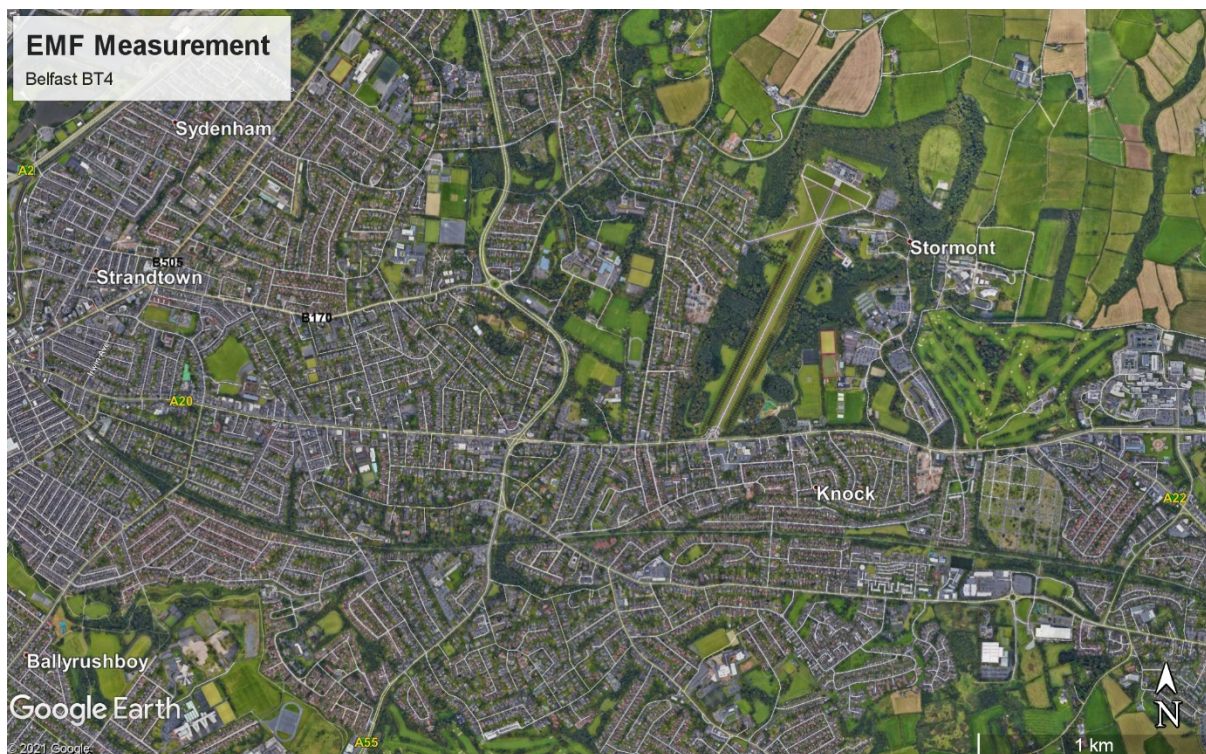 EMF Measurement
Belfast BT4
Sydenham
A2
Stormont
B505
Strandtown
B170
A20
Knock
A22
Ballyrushboy
Google Earth
N
1 km
A55
© 2021 Google